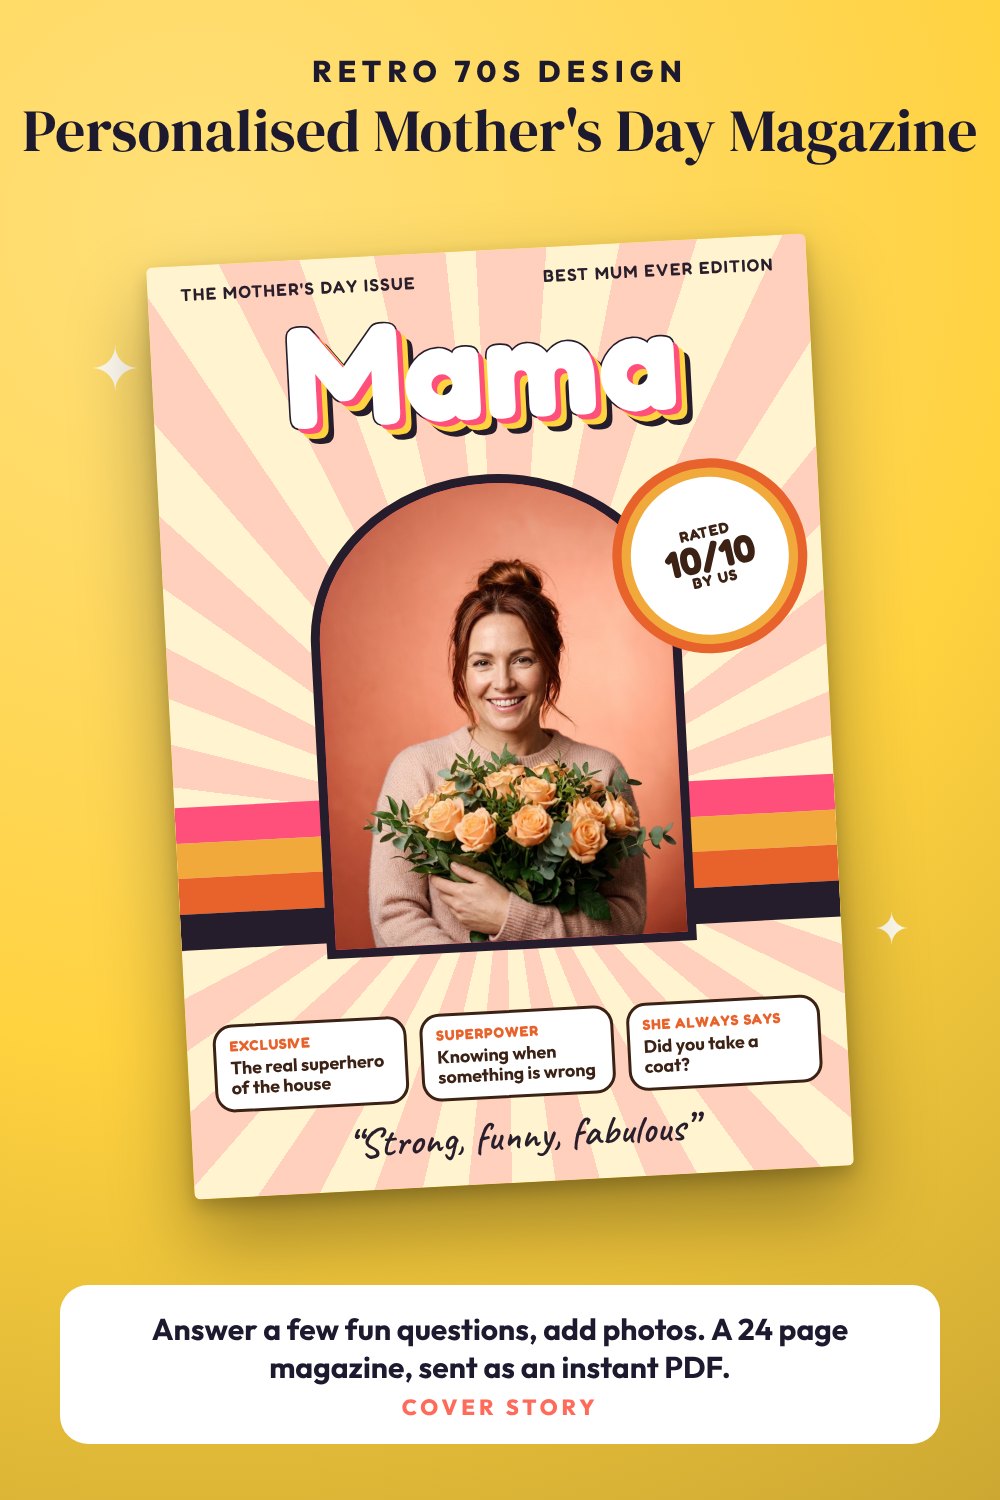 RETRO 70S DESIGN
Personalised Mother's Day Magazine
THE MOTHER'S DAY ISSUE
BEST MUM EVER EDITION
Mama
RATED
10/10
BY US
EXCLUSIVE
The real superhero
of the house
SUPERPOWER
Knowing when
something is wrong
SHE ALWAYS SAYS
Did you take a
coat?
“Strong, funny, fabulous”
Answer a few fun questions, add photos. A 24 page
magazine, sent as an instant PDF.
COVER STORY